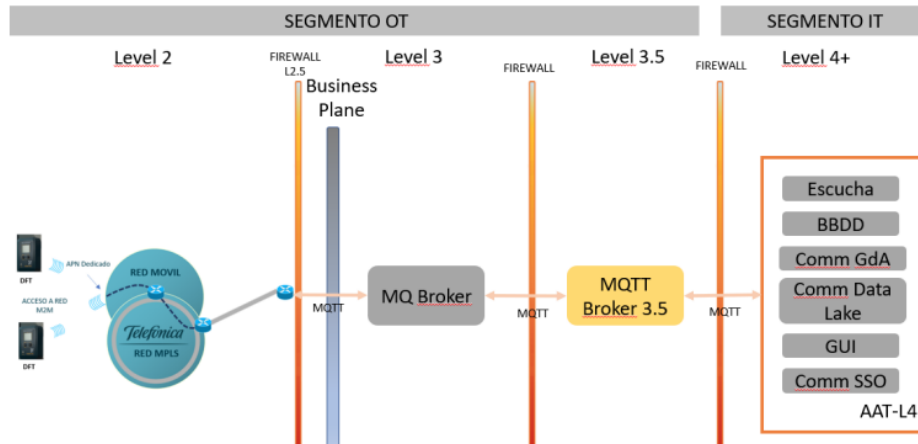 SEGMENTO OT
SEGMENTO IT
Level 2
FIREWALL
L2.5
Level 3
FIREWALL
Level 3.5
FIREWALL
Level 4+
Business
Plane
Escucha
BBDD
Comm GdA
Comm Data
Lake
GUI
Comm SSO
AAT-L4
DFT
APN Dedicado
RED MOVIL
ACCESO A RED
M2M
DFT
Telefónica
RED MPLS
MQTT
MQ Broker
MQTT
MQTT
Broker 3.5
MQTT